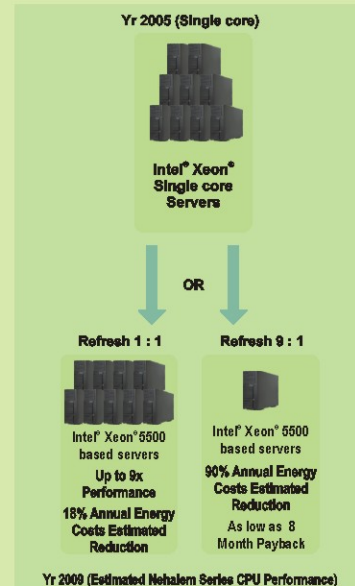 Yr 2005 (Single core)
Intel® Xeon®
Single core
Servers
OR
Refresh 1 : 1
Intel® Xeon® 5500
based servers
Up to 9x
Performance
18% Annual Energy
Costs Estimated
Reduction
Refresh 9 : 1
Intel® Xeon® 5500
based servers
90% Annual Energy
Costs Estimated
Reduction
As low as 8
Month Payback
Yr 2009 (Estimated Nehalem Series CPU Performance)